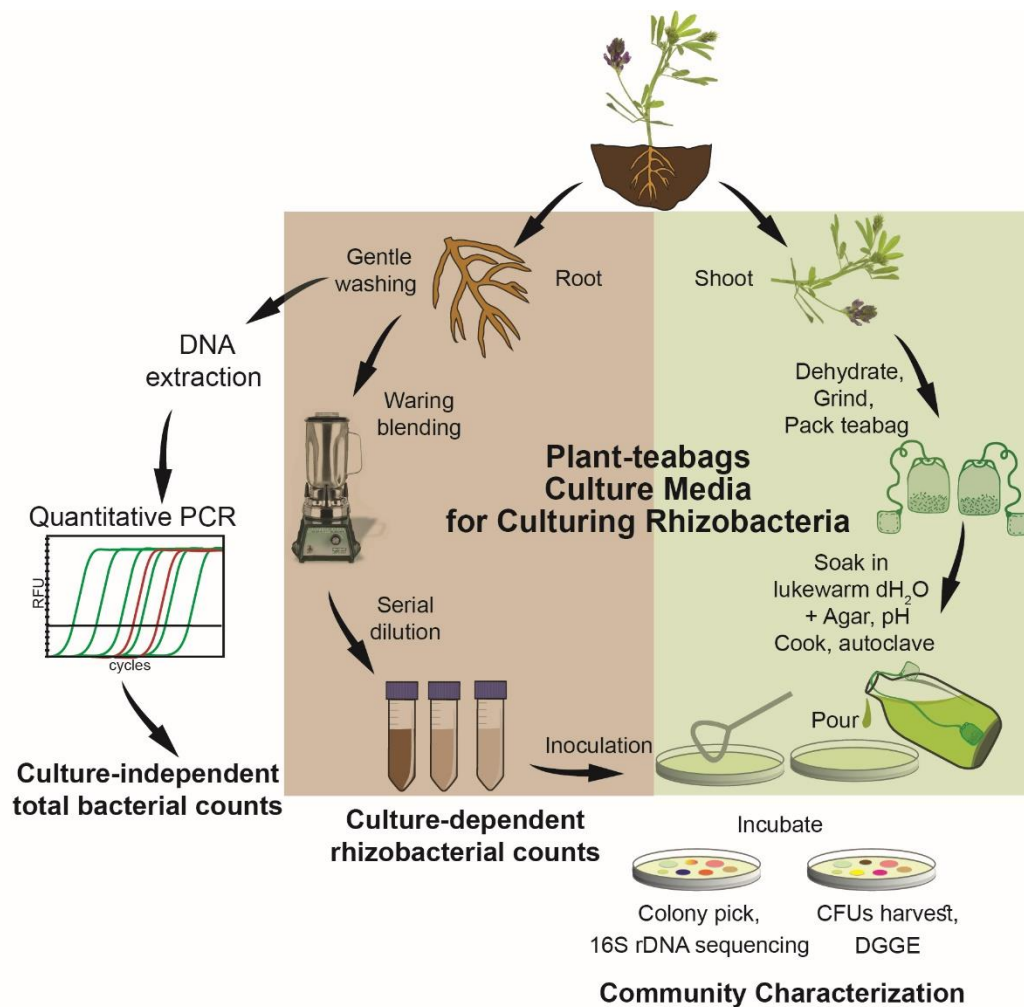 Gentle
washing
Root
Shoot
DNA
extraction
Waring
blending
Dehydrate,
Grind,
Pack teabag
Plant-teabags
Culture Media
for Culturing Rhizobacteria
Quantitative PCR
RFU
cycles
Soak in
lukewarm dH₂O
+ Agar, pH
Cook, autoclave
Serial
dilution
Pour
Inoculation
Culture-independent
total bacterial counts
Culture-dependent
rhizobacterial counts
Incubate
Colony pick,
16S rDNA sequencing
CFUs harvest,
DGGE
Community Characterization